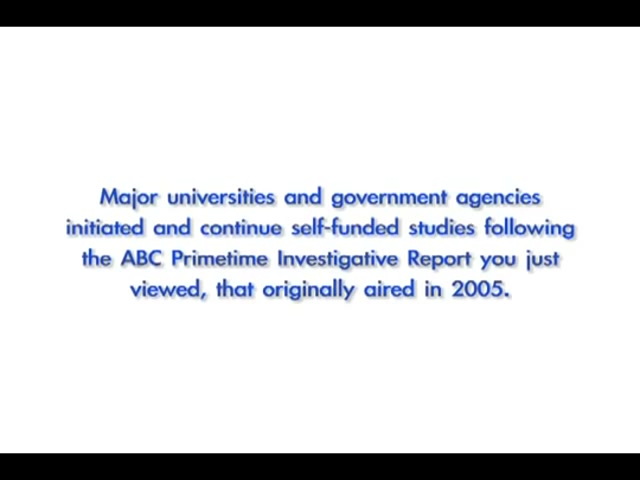 Major universities and government agencies
initiated and continue self-funded studies following
the ABC Primetime Investigative Report you just
viewed, that originally aired in 2005.